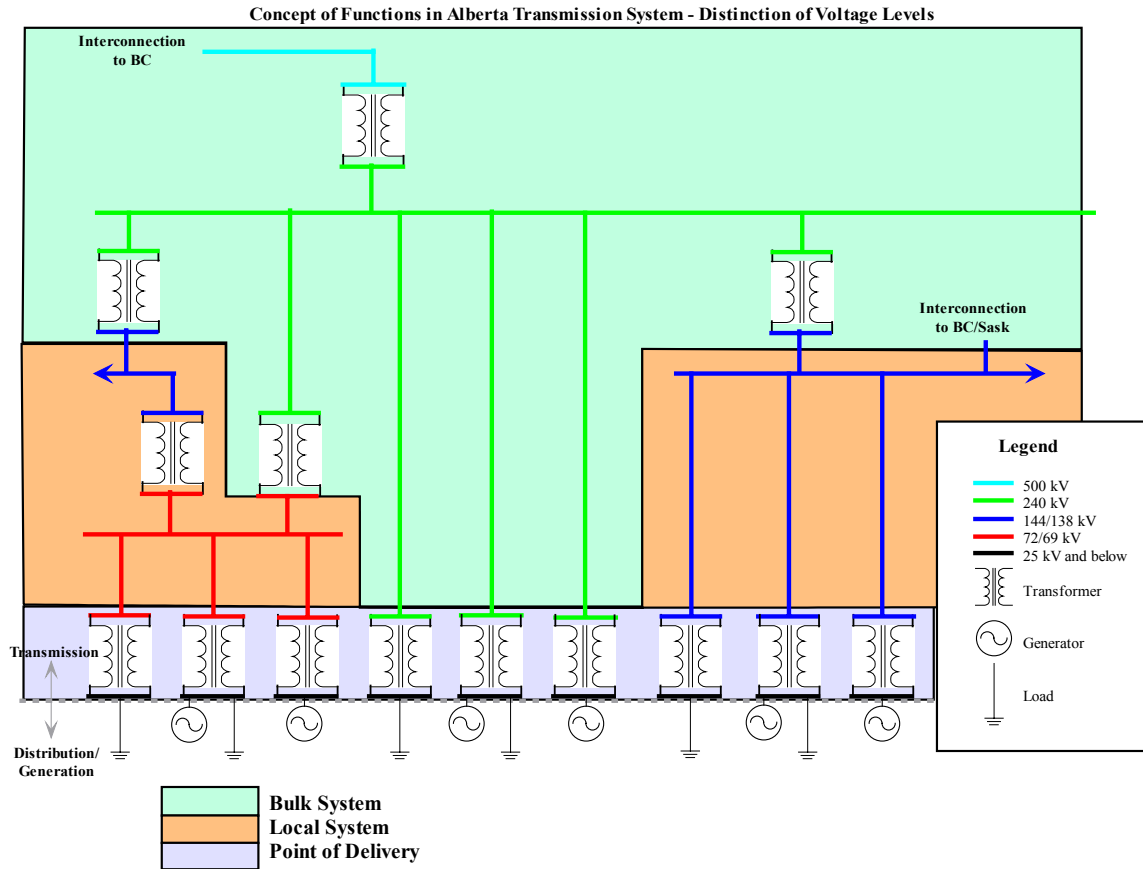 Concept of Functions in Alberta Transmission System - Distinction of Voltage Levels
Interconnection
to BC
Interconnection
to BC/Sask
Legend
500 kV
240 kV
144/138 kV
72/69 kV
25 kV and below
Transformer
Generator
Load
Transmission
Distribution/
Generation
Bulk System
Local System
Point of Delivery